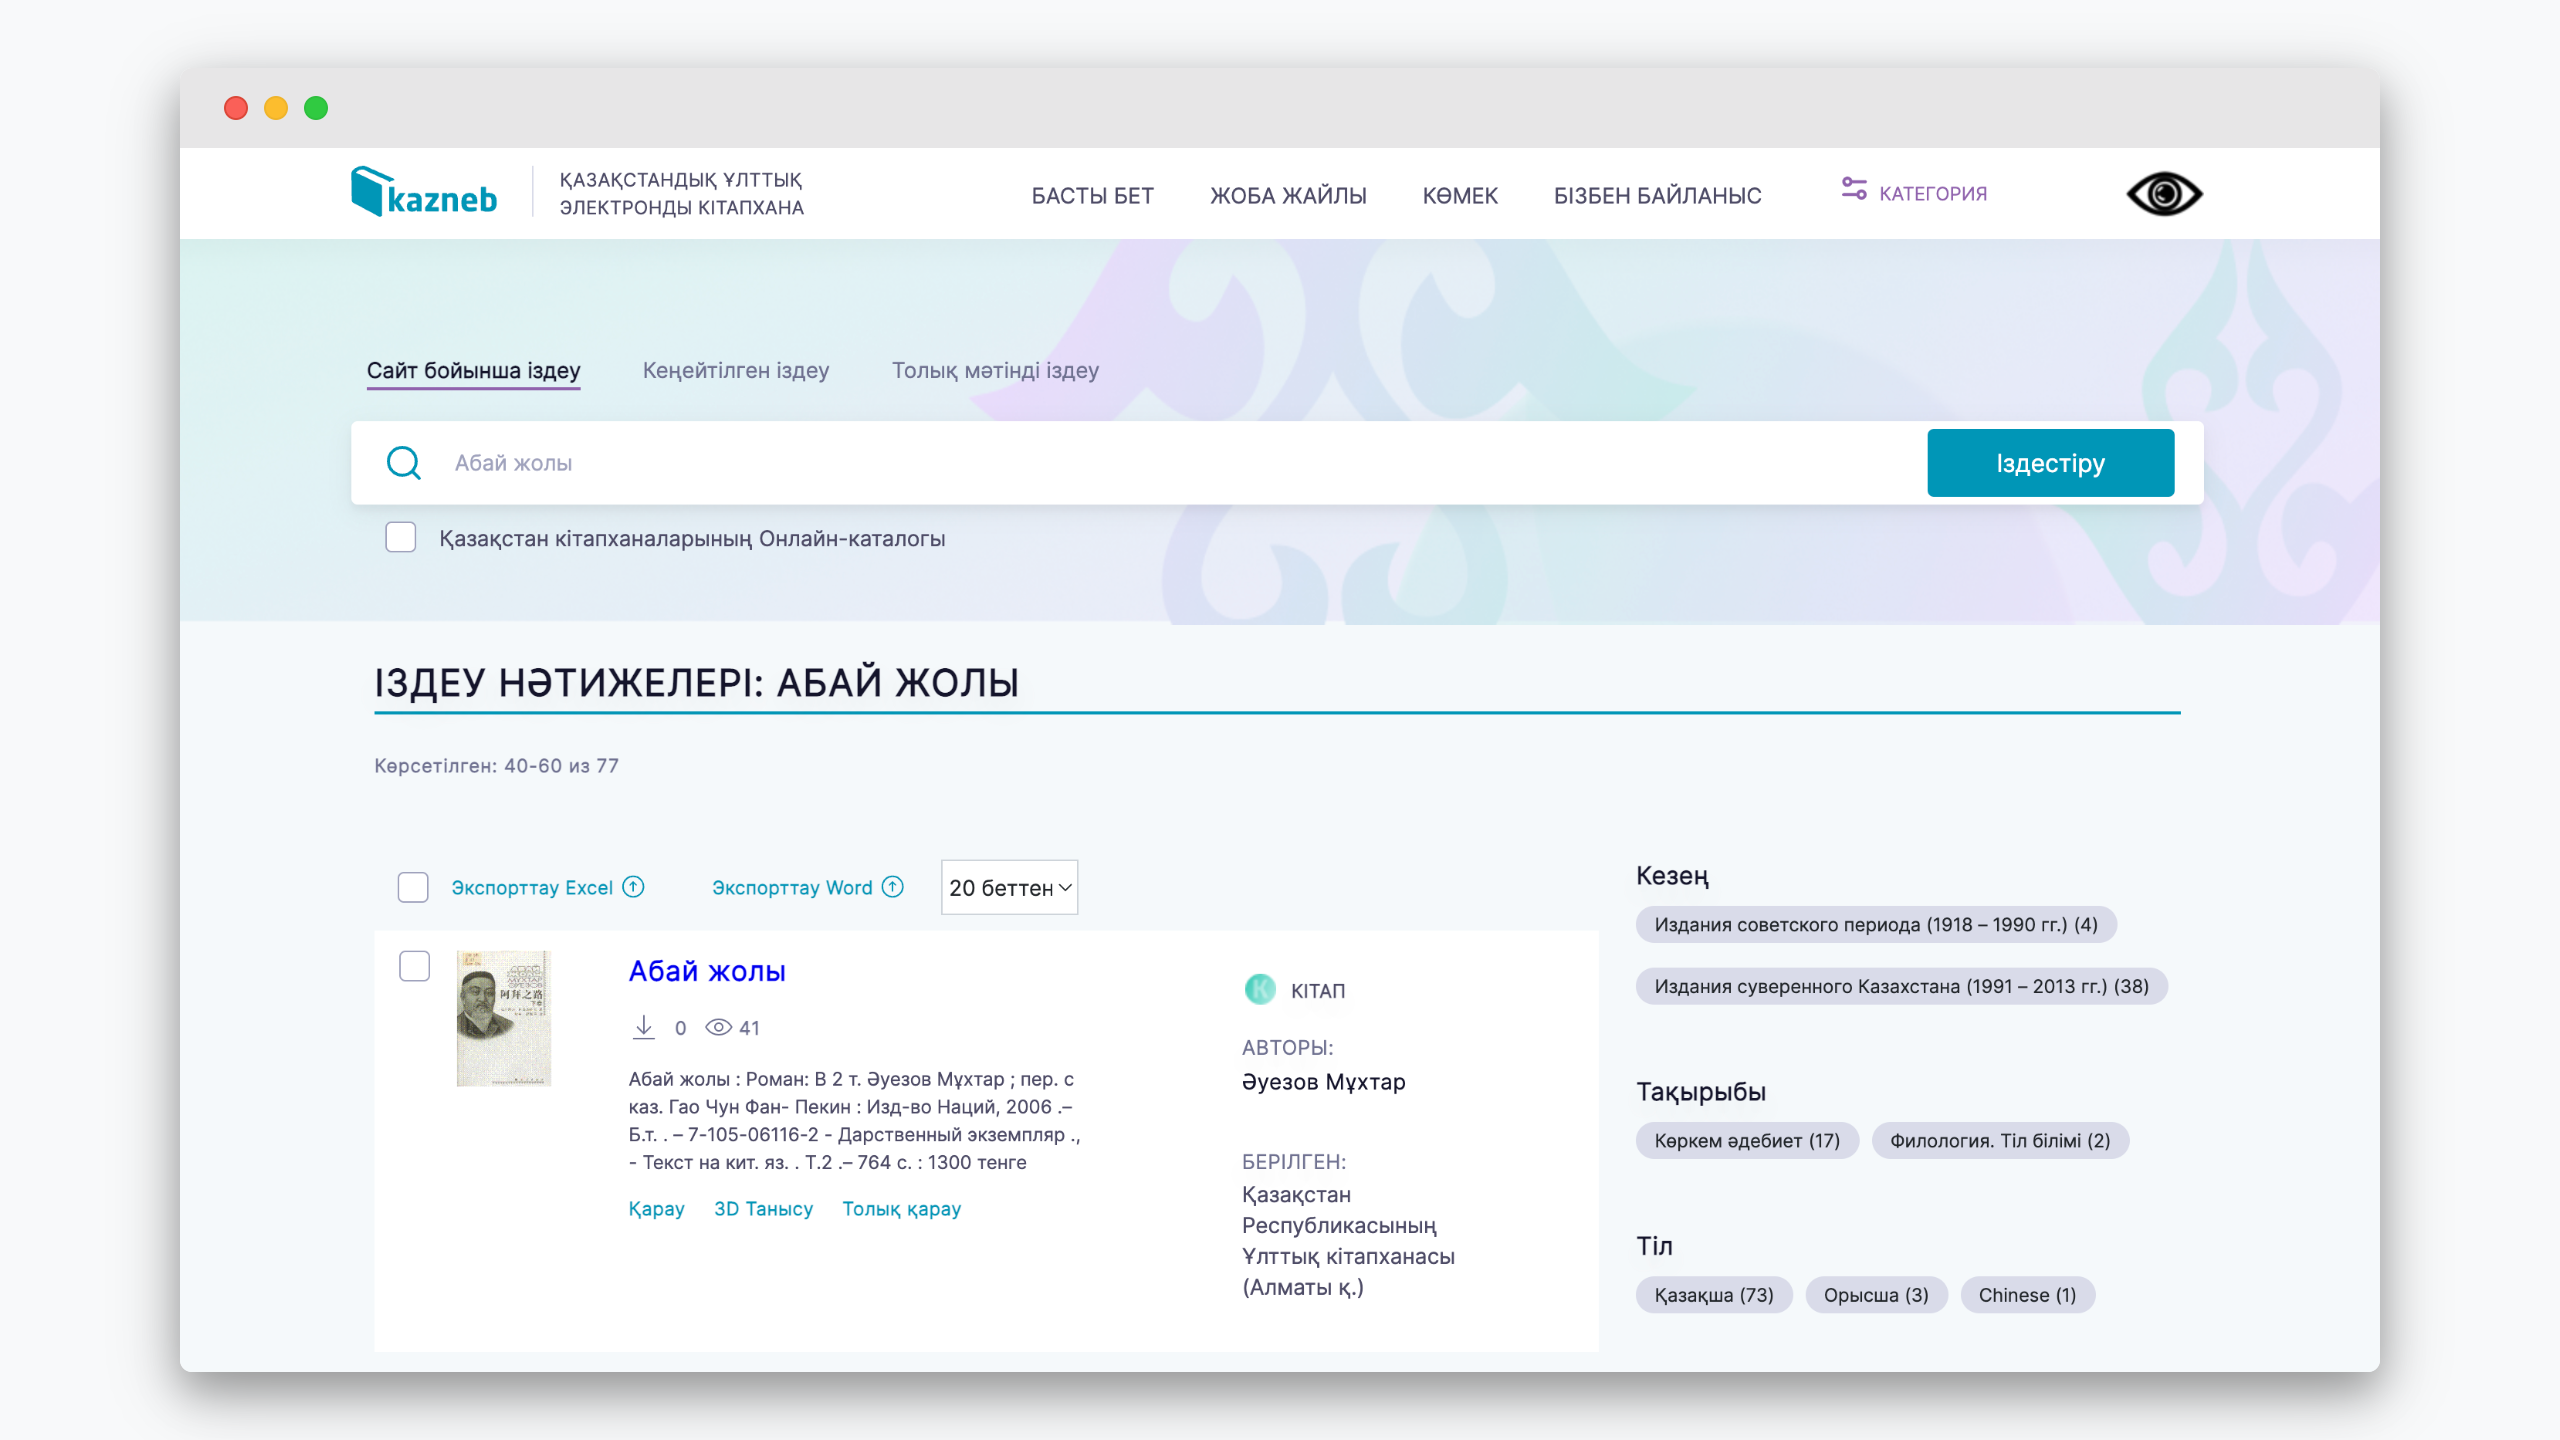 kazneb
ҚАЗАҚСТАНДЫҚ ҰЛТТЫҚ
ЭЛЕКТРОНДЫ КІТАПХАНА
БАСТЫ БЕТ
ЖОБА ЖАЙЛЫ
КӨМЕК
БІЗБЕН БАЙЛАНЫС
КАТЕГОРИЯ
Сайт бойынша іздеу
Кеңейтілген іздеу
Толық мәтінді іздеу
Абай жолы
Іздестіру
Қазақстан кітапханаларының Онлайн-каталогы
ІЗДЕУ НӘТИЖЕЛЕРІ: АБАЙ ЖОЛЫ
Көрсетілген: 40-60 из 77
Экспорттау Excel
Экспорттау Word
20 беттен
阿拜之路
Абай жолы
0
41
Абай жолы : Роман: В 2 т. Әуезов Мұхтар ; пер. с
каз. Гао Чун Фан- Пекин : Изд-во Наций, 2006 .–
Б.т. . – 7-105-06116-2 - Дарственный экземпляр .,
- Текст на кит. яз. . Т.2 .– 764 с. : 1300 тенге
Қарау
3D Танысу
Толық қарау
K
КІТАП
АВТОРЫ:
Әуезов Мұхтар
БЕРІЛГЕН:
Қазақстан
Республикасының
Ұлттық кітапханасы
(Алматы қ.)
Кезең
Издания советского периода (1918 – 1990 гг.) (4)
Издания суверенного Казахстана (1991 – 2013 гг.) (38)
Тақырыбы
Көркем әдебиет (17)
Филология. Тіл білімі (2)
Тіл
Қазақша (73)
Орысша (3)
Chinese (1)